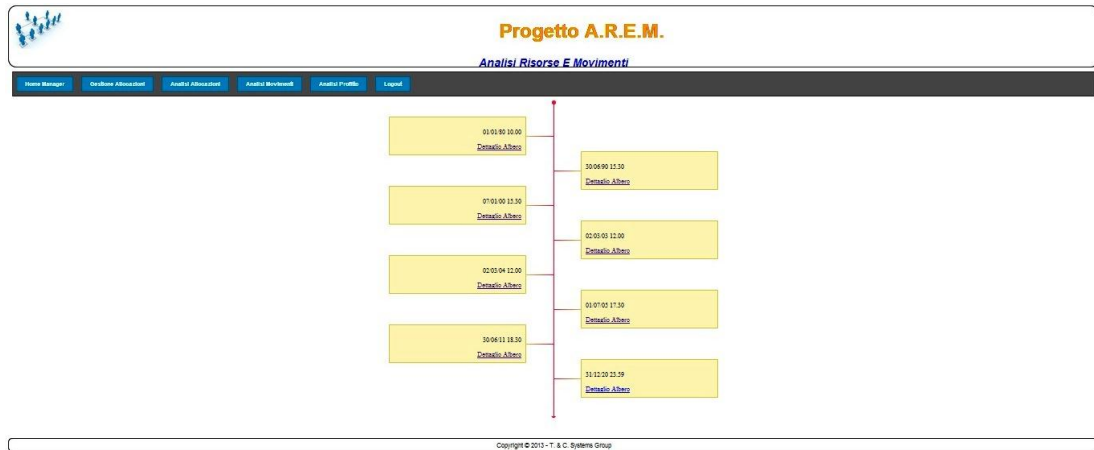 Progetto A.R.E.M.
Analisi Risorse E Movimenti
Home Manager Gestione Allocazioni Analisi Allocazioni Analisi Movimenti Analisi Profitto Logout
01/01/80 10.00
Dettaglio Albero
30/06/90 15.30
Dettaglio Albero
07/01/00 15.30
Dettaglio Albero
02/03/03 12.00
Dettaglio Albero
02/03/04 12.00
Dettaglio Albero
01/07/05 17.30
Dettaglio Albero
30/06/11 18.30
Dettaglio Albero
31/12/20 23.59
Dettaglio Albero
Copyright © 2013 - T. & C. Systems Group